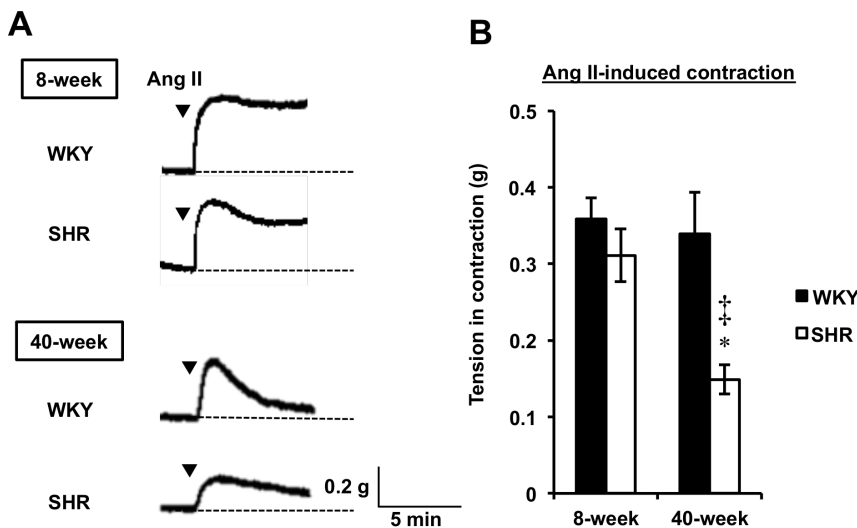 A
8-week
Ang II
WKY
SHR
40-week
WKY
SHR
0.2 g
5 min
B
Ang II-induced contraction
Tension in contraction (g)
0.5
0.4
0.3
0.2
0.1
0
‡
*
8-week
40-week
WKY
SHR